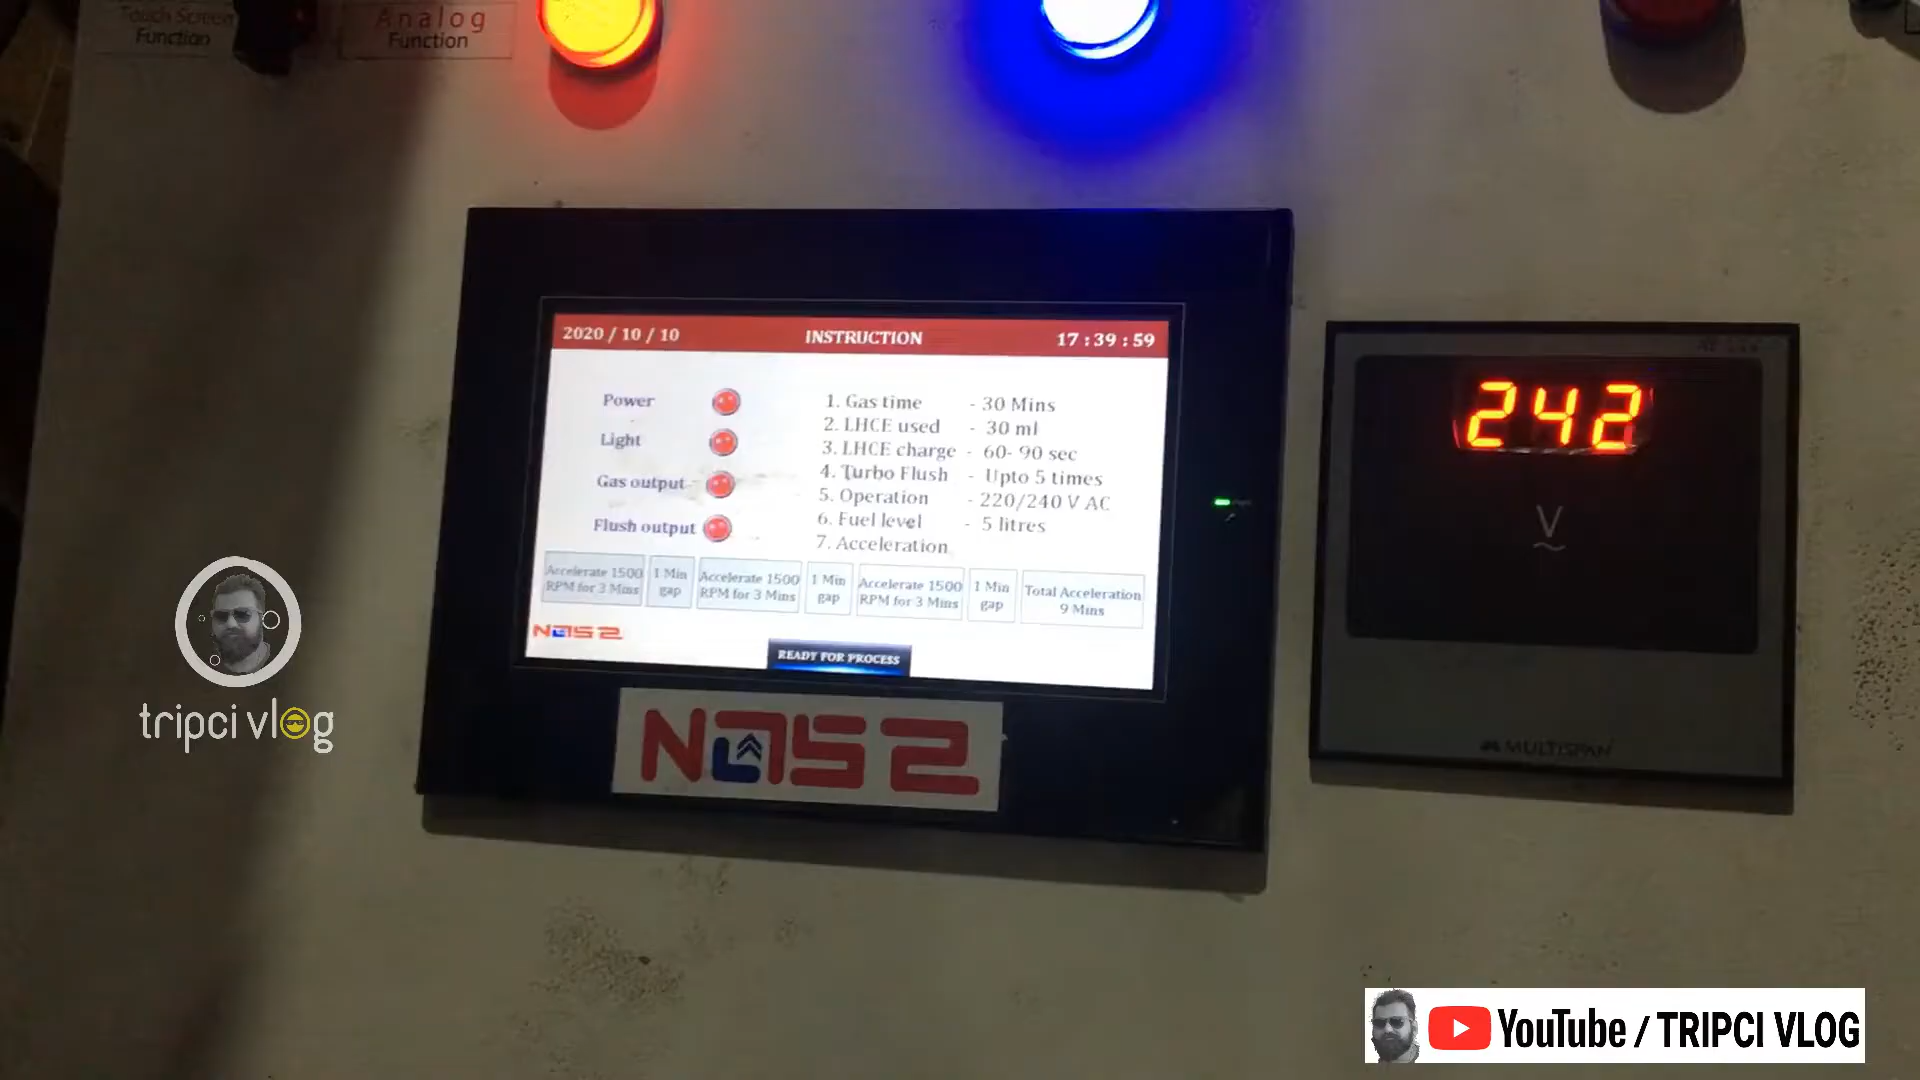 Touch Screen
Function
Analog
Function
2020 / 10 / 10
INSTRUCTION
17 : 39 : 59
Power
Light
Gas output
Flush output
1. Gas time - 30 Mins
2. LHCE used - 30 ml
3. LHCE charge - 60- 90 sec
4. Turbo Flush - Upto 5 times
5. Operation - 220/240 V AC
6. Fuel level - 5 litres
7. Acceleration
Accelerate 1500
RPM for 3 Mins
1 Min
gap
Accelerate 1500
RPM for 3 Mins
1 Min
gap
Accelerate 1500
RPM for 3 Mins
1 Min
gap
Total Acceleration
9 Mins
NOS 2
READY FOR PROCESS
NOS 2
242
V
MULTISPAN
tripci vlog
YouTube / TRIPCI VLOG